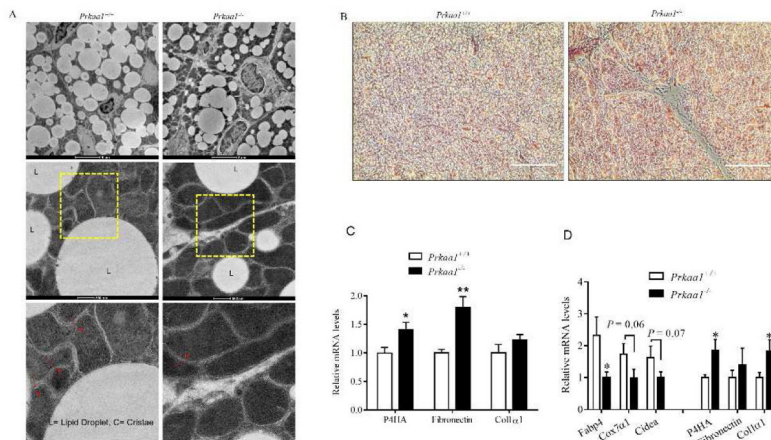 A
Prkaa1+/+
Prkaa1-/-
L
L
L
L
L
L= Lipid Droplet, C= Cristae
B
Prkaa1+/+
Prkaa1-/-
C
Prkaa1+/+
Prkaa1-/-
Relative mRNA levels
2.0
1.5
1.0
0.5
0.0
*
**
P4HA
Fibronectin
Col1α1
D
Prkaa1+/+
Prkaa1-/-
Relative mRNA levels
4
3
2
1
0
*
P = 0.06
P = 0.07
*
*
Fabp4
Cox7α1
Cidea
P4HA
Fibronectin
Col1α1